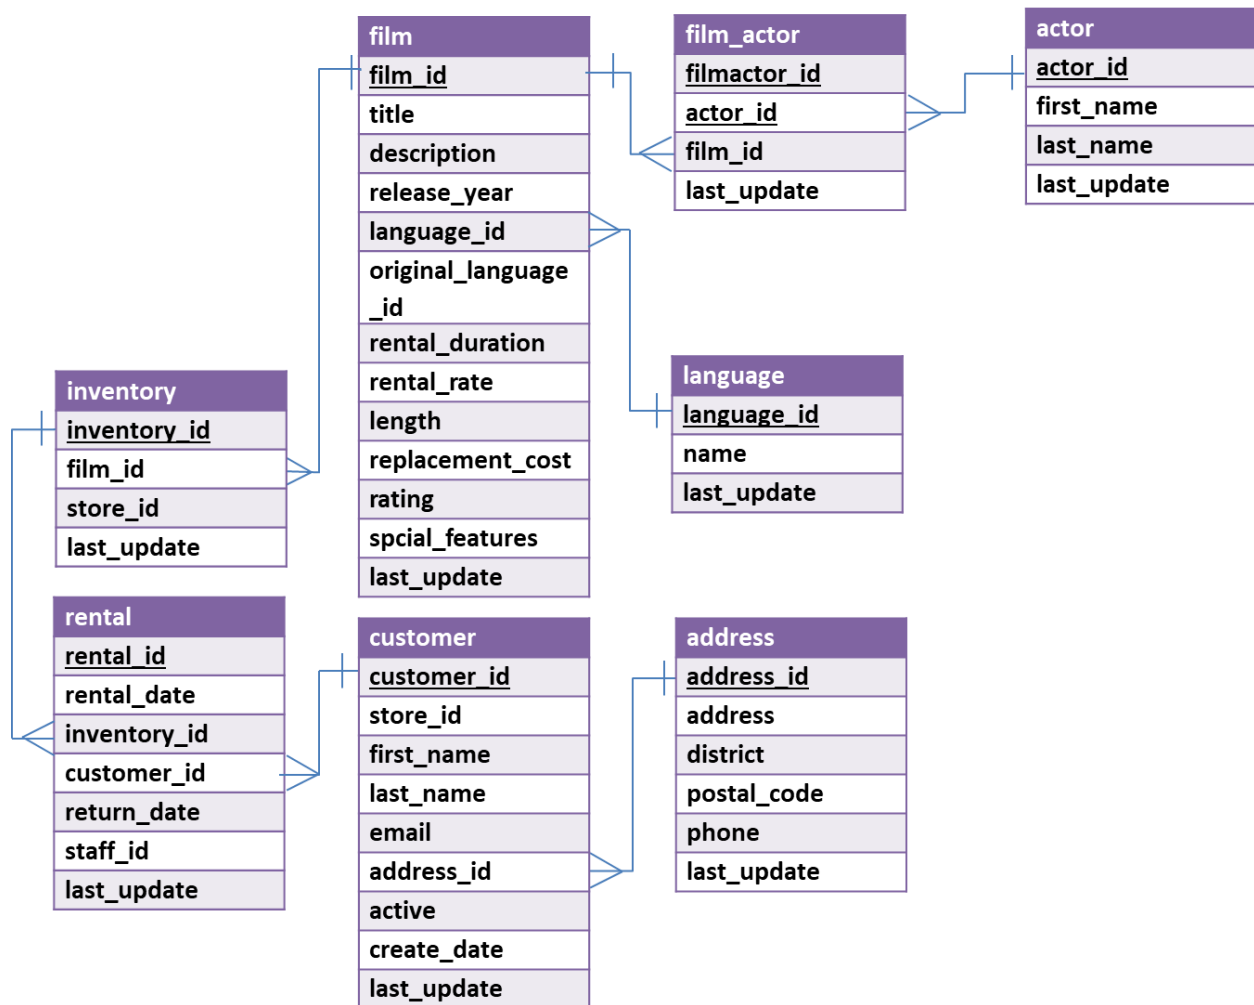 film
film_id
title
description
release_year
language_id
original_language
_id
rental_duration
rental_rate
length
replacement_cost
rating
spcial_features
last_update
film_actor
filmactor_id
actor_id
film_id
last_update
actor
actor_id
first_name
last_name
last_update
inventory
inventory_id
film_id
store_id
last_update
language
language_id
name
last_update
rental
rental_id
rental_date
inventory_id
customer_id
return_date
staff_id
last_update
customer
customer_id
store_id
first_name
last_name
email
address_id
active
create_date
last_update
address
address_id
address
district
postal_code
phone
last_update